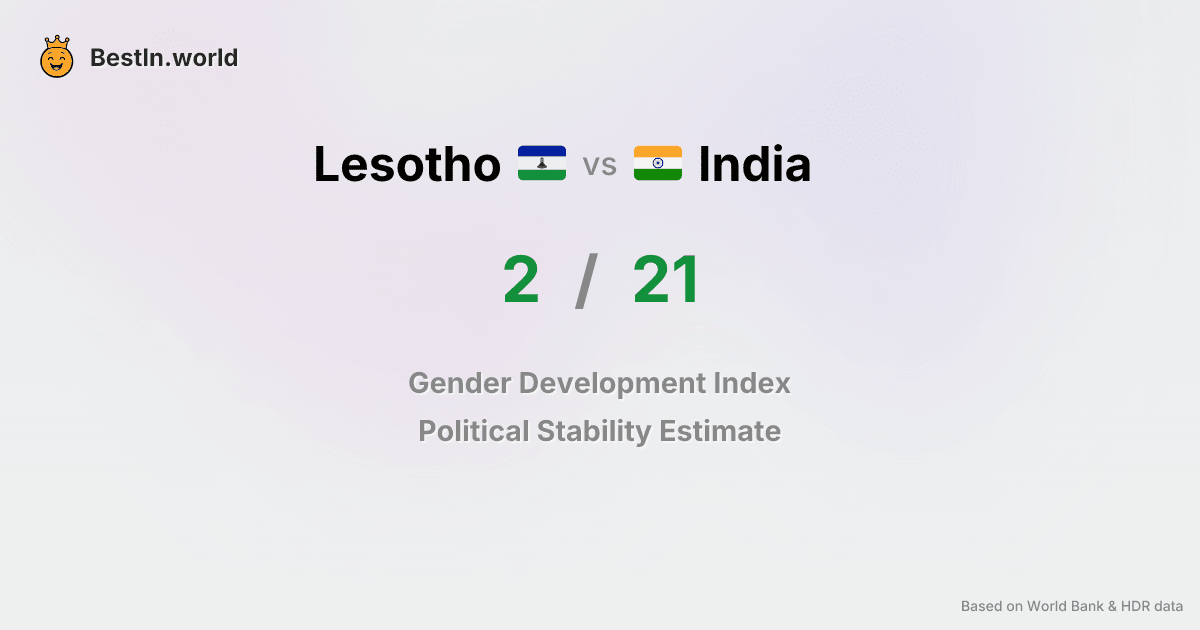 BestIn.world
Lesotho vs India
2 / 21
Gender Development Index
Political Stability Estimate
Based on World Bank & HDR data